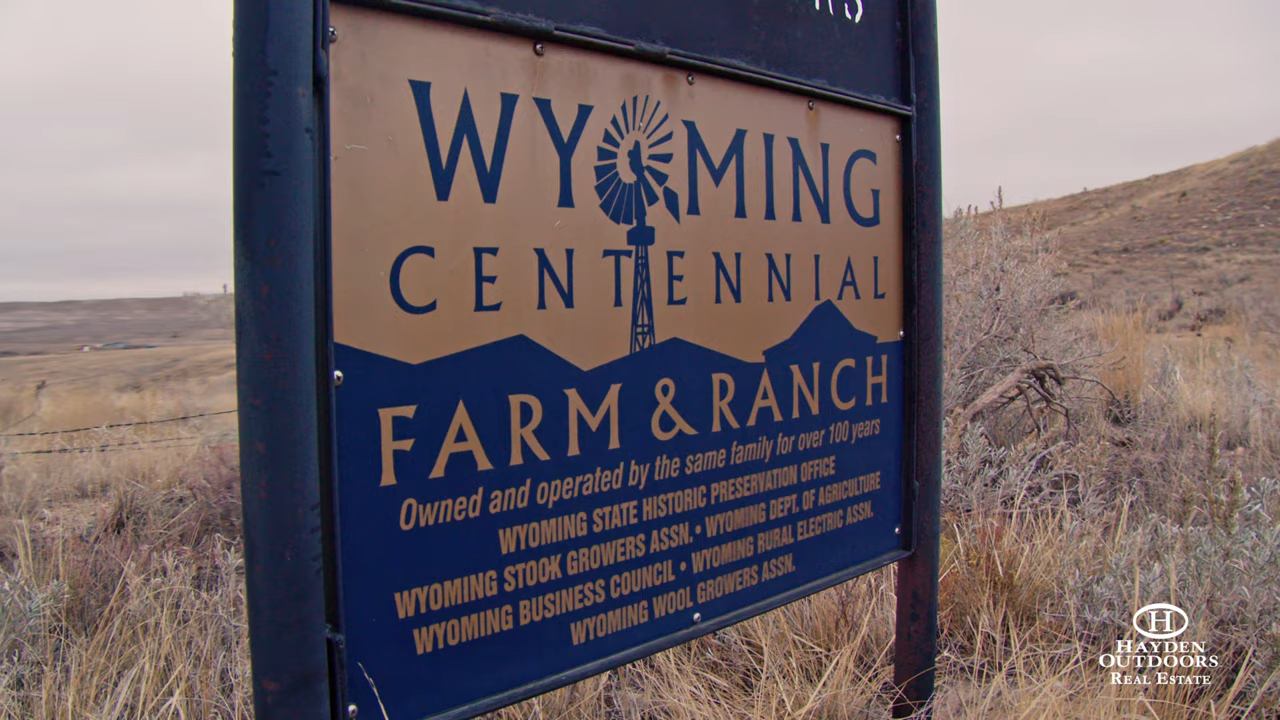 WYOMING
CENTENNIAL
FARM & RANCH
Owned and operated by the same family for over 100 years
WYOMING STATE HISTORIC PRESERVATION OFFICE
WYOMING STOOK GROWERS ASSN. • WYOMING DEPT. OF AGRICULTURE
WYOMING BUSINESS COUNCIL • WYOMING RURAL ELECTRIC ASSN.
WYOMING WOOL GROWERS ASSN.
H
HAYDEN
OUTDOORS
REAL ESTATE